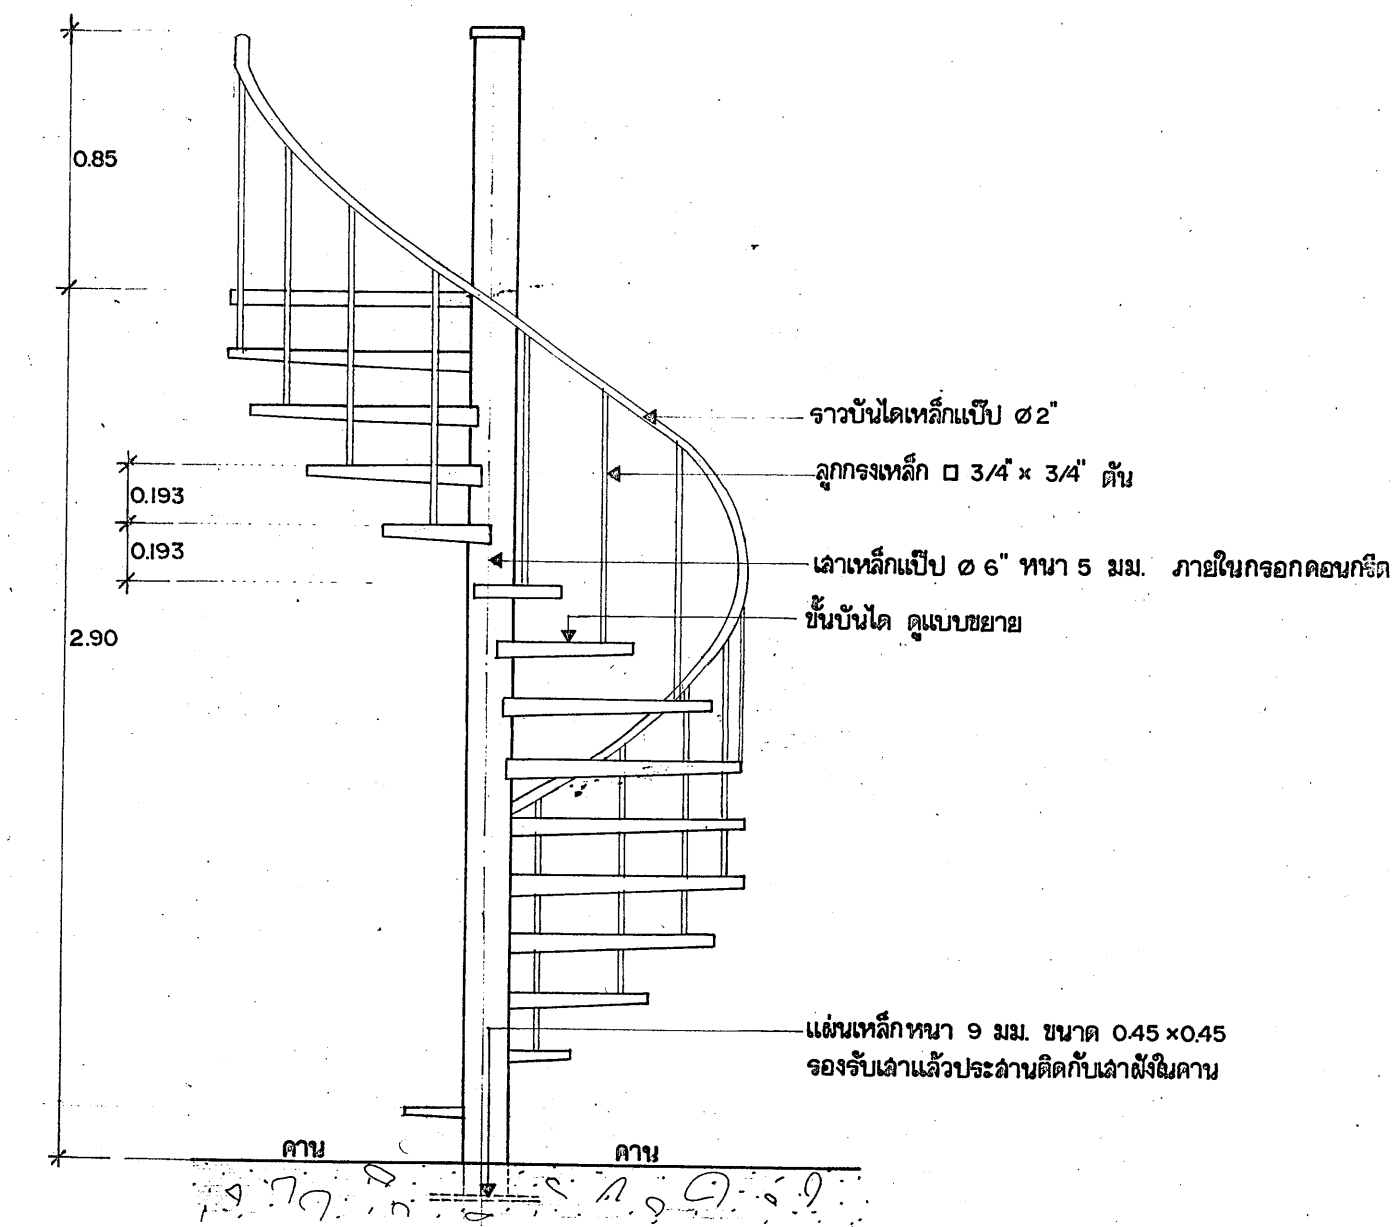 0.85
ราวบันไดเหล็กแป๊ป Ø 2"
ลูกกรงเหล็ก □ 3/4" × 3/4" ตัน
0.193
0.193
เสาเหล็กแป๊ป Ø 6" หนา 5 มม. ภายในกรอกคอนกรีต
ขั้นบันได ดูแบบขยาย
2.90
แผ่นเหล็กหนา 9 มม. ขนาด 0.45 ×0.45
รองรับเสาแล้วประสานติดกับเสาฝังในคาน
คาน
คาน